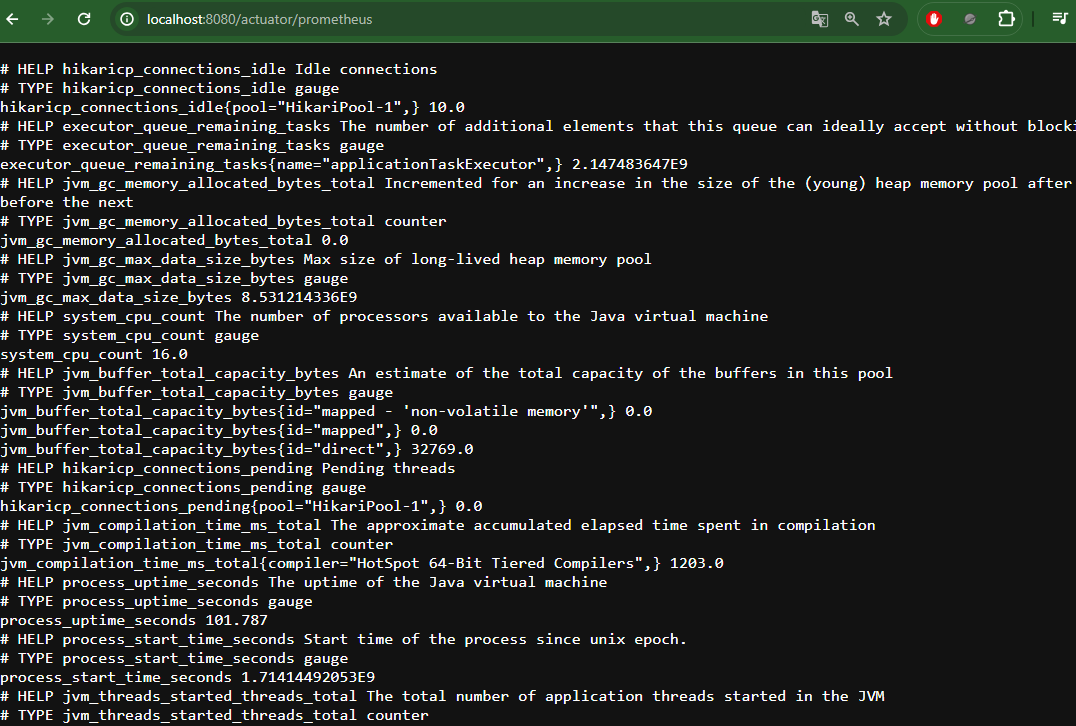 localhost:8080/actuator/prometheus
# HELP hikaricp_connections_idle Idle connections
# TYPE hikaricp_connections_idle gauge
hikaricp_connections_idle{pool="HikariPool-1",} 10.0
# HELP executor_queue_remaining_tasks The number of additional elements that this queue can ideally accept without blocki
# TYPE executor_queue_remaining_tasks gauge
executor_queue_remaining_tasks{name="applicationTaskExecutor",} 2.147483647E9
# HELP jvm_gc_memory_allocated_bytes_total Incremented for an increase in the size of the (young) heap memory pool after
before the next
# TYPE jvm_gc_memory_allocated_bytes_total counter
jvm_gc_memory_allocated_bytes_total 0.0
# HELP jvm_gc_max_data_size_bytes Max size of long-lived heap memory pool
# TYPE jvm_gc_max_data_size_bytes gauge
jvm_gc_max_data_size_bytes 8.531214336E9
# HELP system_cpu_count The number of processors available to the Java virtual machine
# TYPE system_cpu_count gauge
system_cpu_count 16.0
# HELP jvm_buffer_total_capacity_bytes An estimate of the total capacity of the buffers in this pool
# TYPE jvm_buffer_total_capacity_bytes gauge
jvm_buffer_total_capacity_bytes{id="mapped - 'non-volatile memory'",} 0.0
jvm_buffer_total_capacity_bytes{id="mapped",} 0.0
jvm_buffer_total_capacity_bytes{id="direct",} 32769.0
# HELP hikaricp_connections_pending Pending threads
# TYPE hikaricp_connections_pending gauge
hikaricp_connections_pending{pool="HikariPool-1",} 0.0
# HELP jvm_compilation_time_ms_total The approximate accumulated elapsed time spent in compilation
# TYPE jvm_compilation_time_ms_total counter
jvm_compilation_time_ms_total{compiler="HotSpot 64-Bit Tiered Compilers",} 1203.0
# HELP process_uptime_seconds The uptime of the Java virtual machine
# TYPE process_uptime_seconds gauge
process_uptime_seconds 101.787
# HELP process_start_time_seconds Start time of the process since unix epoch.
# TYPE process_start_time_seconds gauge
process_start_time_seconds 1.71414492053E9
# HELP jvm_threads_started_threads_total The total number of application threads started in the JVM
# TYPE jvm_threads_started_threads_total counter